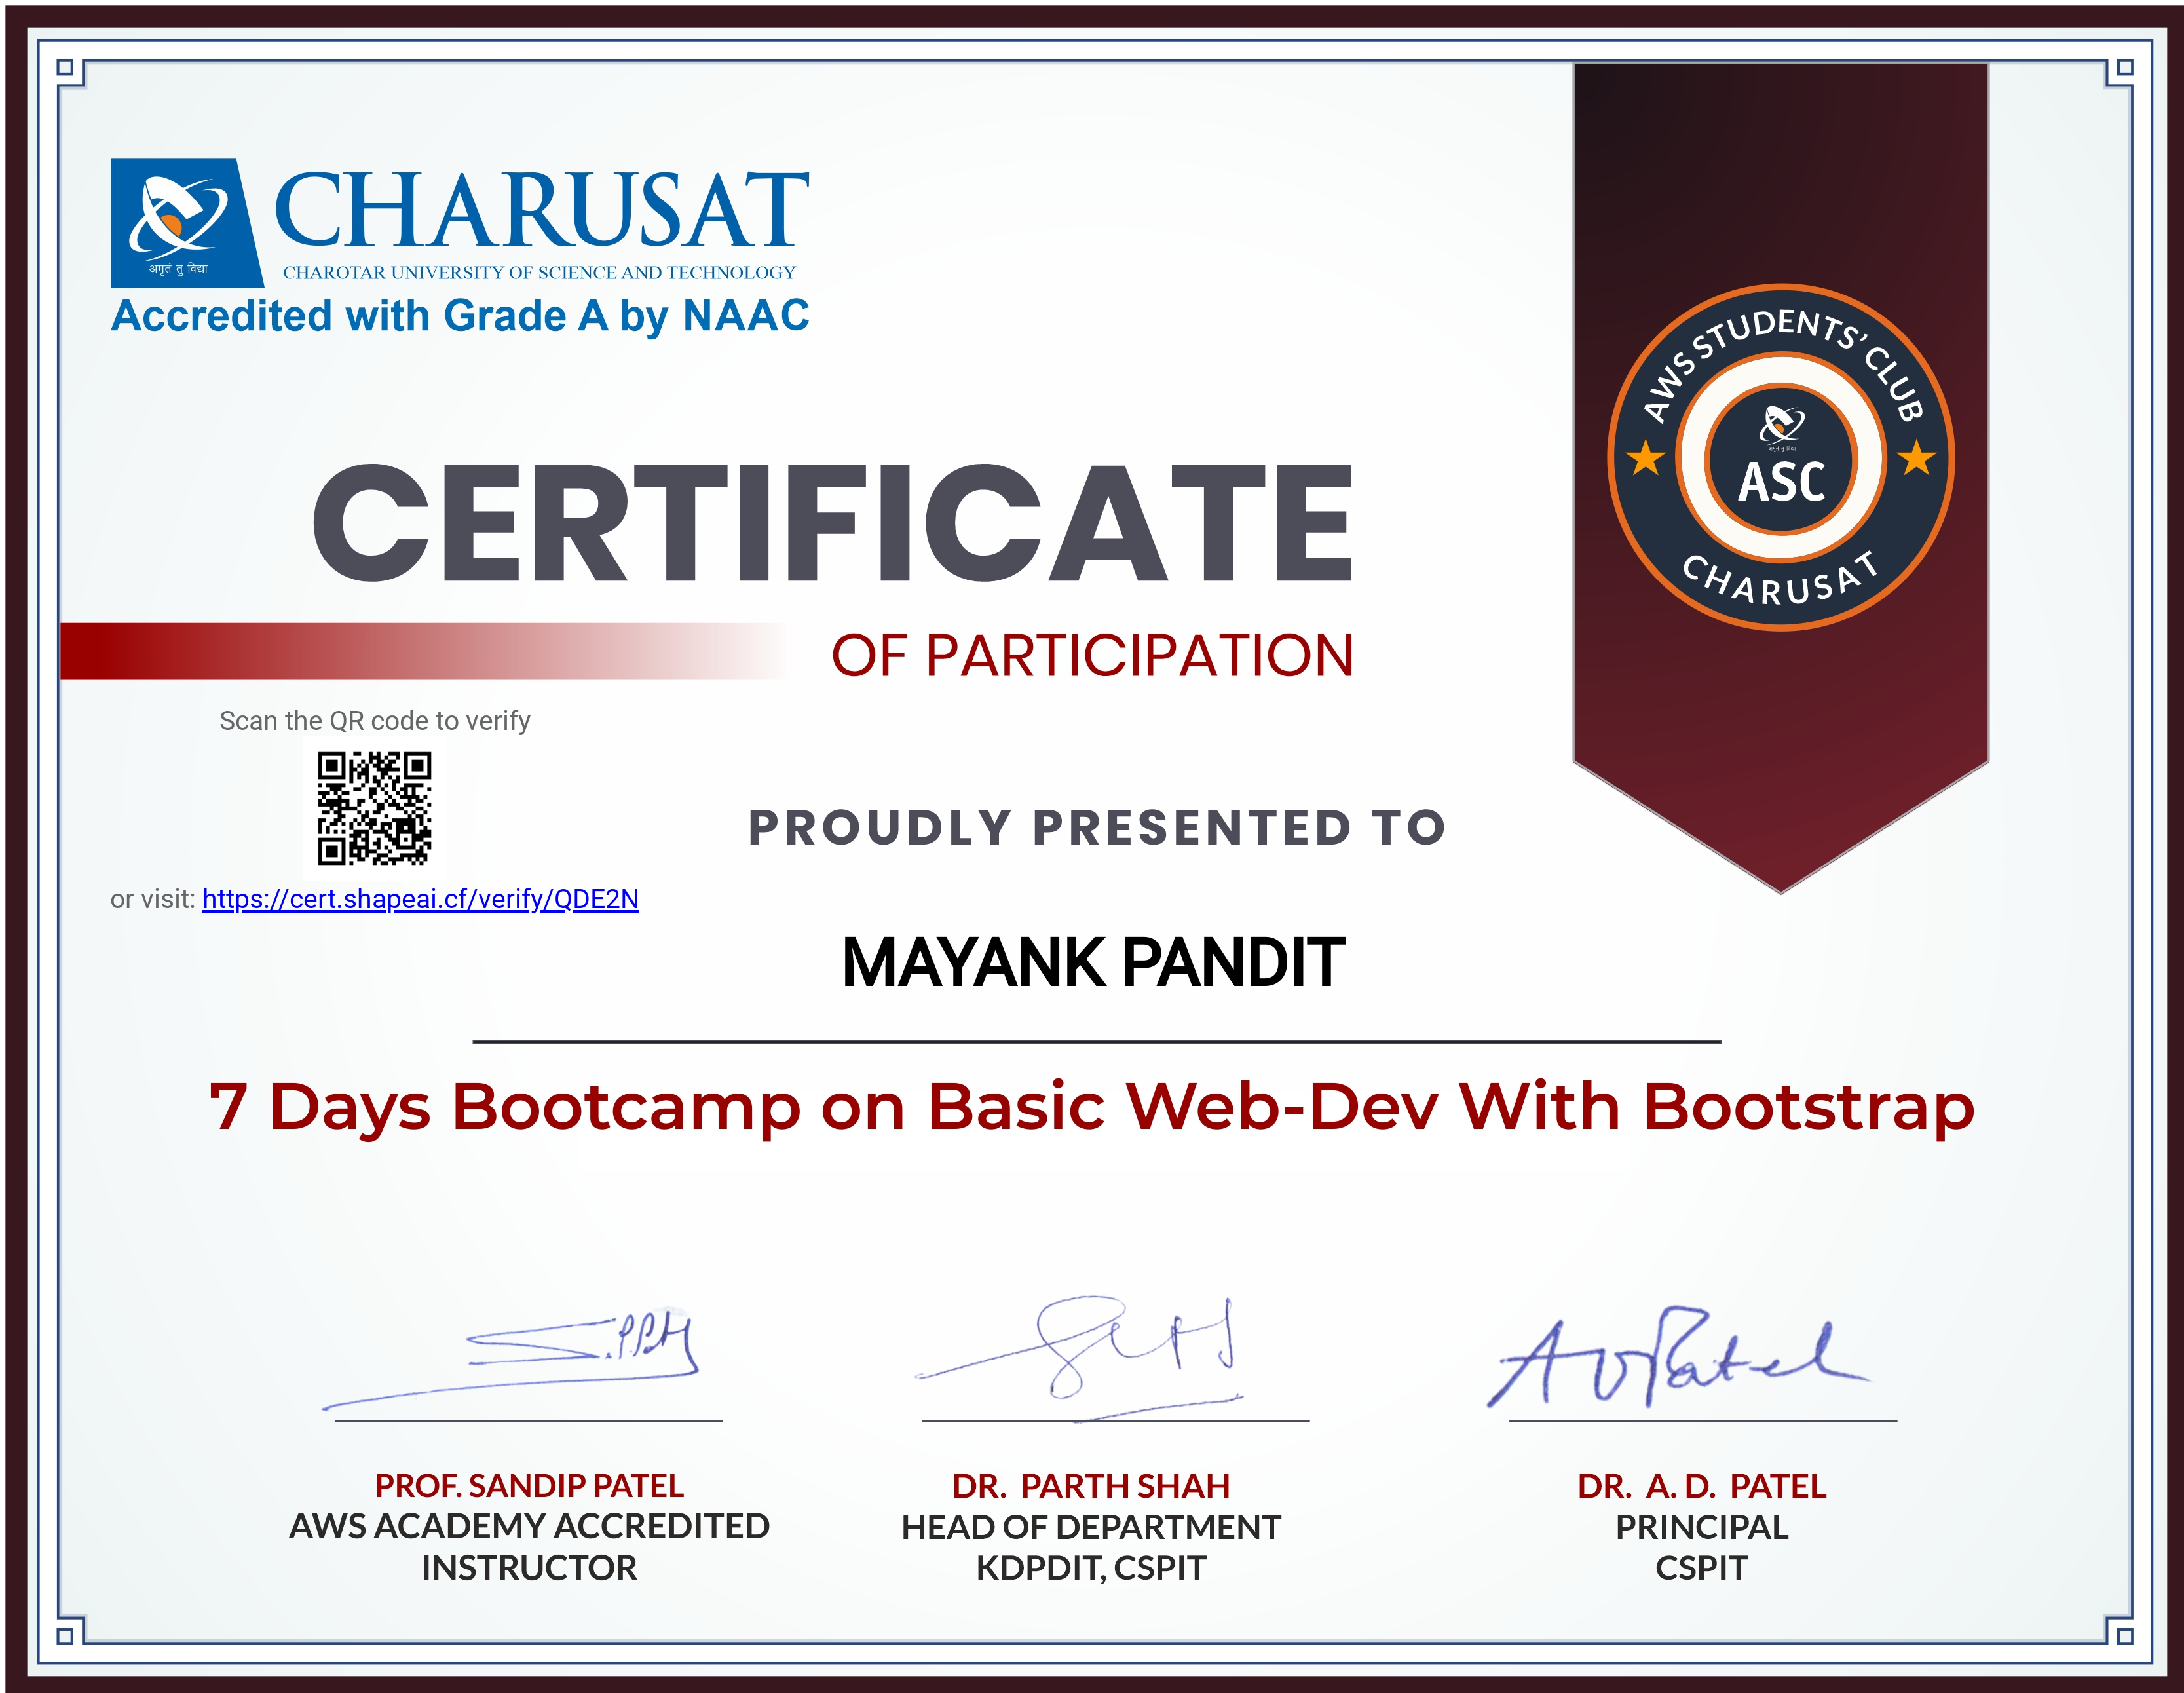 अमृतं तु विद्या
CHARUSAT
CHAROTAR UNIVERSITY OF SCIENCE AND TECHNOLOGY
Accredited with Grade A by NAAC
AWS STUDENTS' CLUB
अमृतं तु विद्या
ASC
CHARUSAT
CERTIFICATE
OF PARTICIPATION
Scan the QR code to verify
or visit: https://cert.shapeai.cf/verify/QDE2N
PROUDLY PRESENTED TO
MAYANK PANDIT
7 Days Bootcamp on Basic Web-Dev With Bootstrap
A D Patel
PROF. SANDIP PATEL
AWS ACADEMY ACCREDITED
INSTRUCTOR
DR. PARTH SHAH
HEAD OF DEPARTMENT
KDPDIT, CSPIT
DR. A. D. PATEL
PRINCIPAL
CSPIT